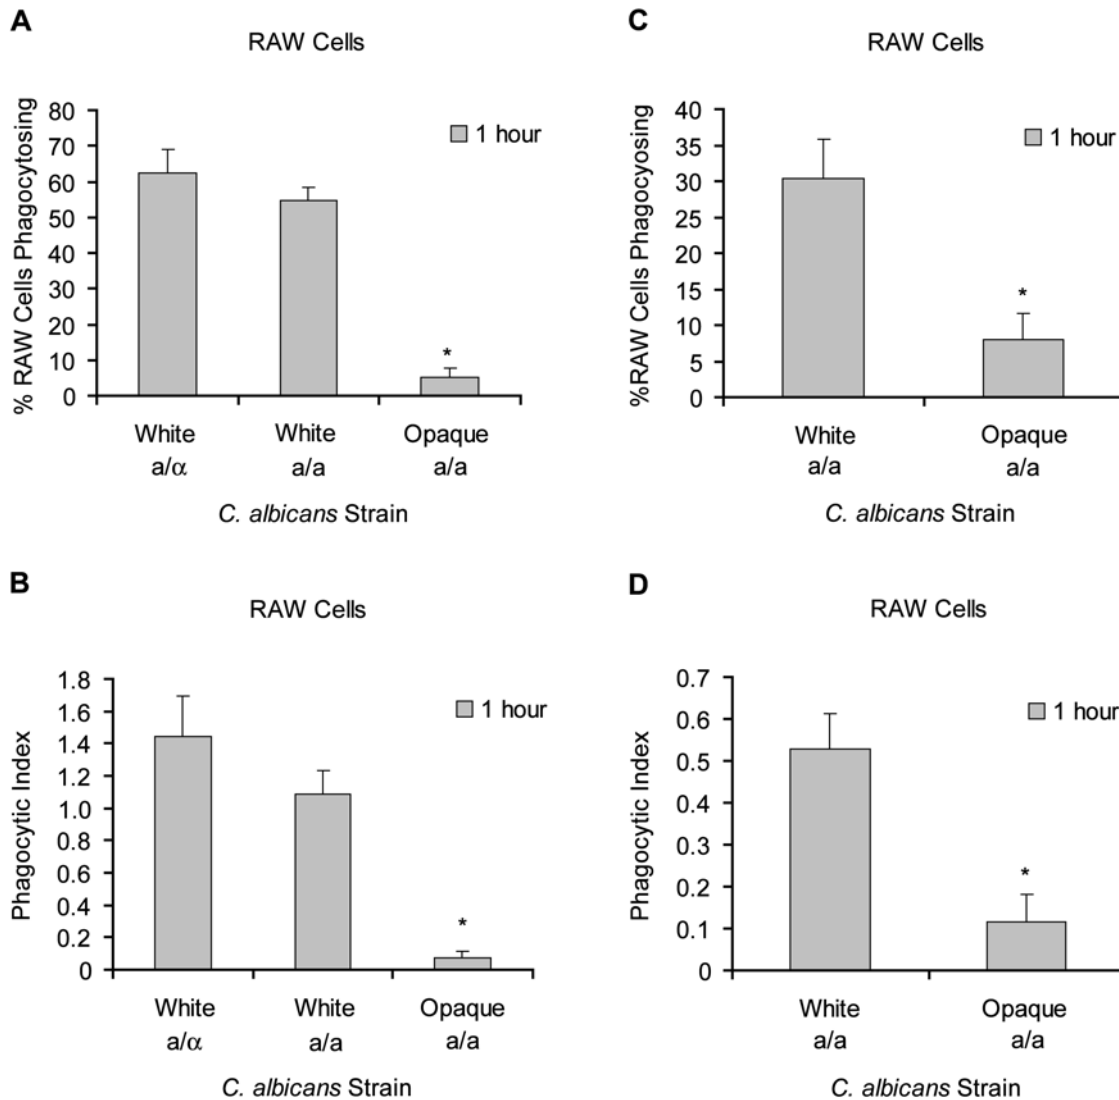 A
RAW Cells
% RAW Cells Phagocytosing
80
70
60
50
40
30
20
10
0
1 hour
*
White
a/α
White
a/a
Opaque
a/a
C. albicans Strain
C
RAW Cells
%RAW Cells Phagocyosing
40
35
30
25
20
15
10
5
0
1 hour
*
White
a/a
Opaque
a/a
C. albicans Strain
B
RAW Cells
Phagocytic Index
1.8
1.6
1.4
1.2
1.0
0.8
0.6
0.4
0.2
0
1 hour
*
White
a/α
White
a/a
Opaque
a/a
C. albicans Strain
D
RAW Cells
Phagocytic Index
0.7
0.6
0.5
0.4
0.3
0.2
0.1
0
1 hour
*
White
a/a
Opaque
a/a
C. albicans Strain